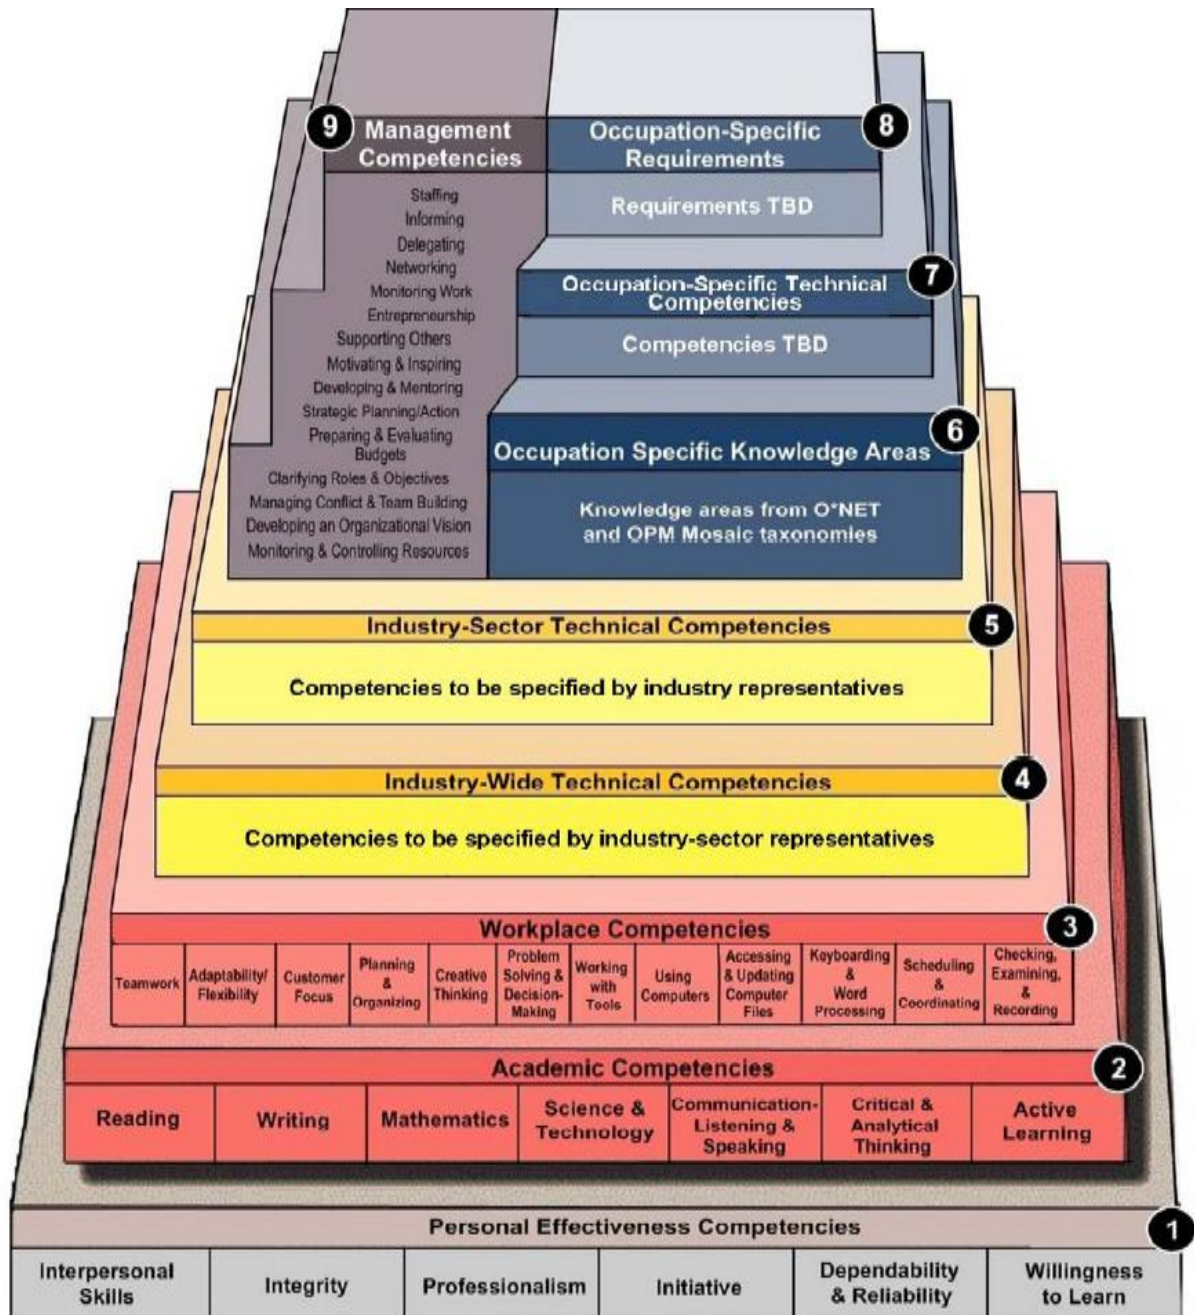 9
Management
Competencies
Staffing
Informing
Delegating
Networking
Monitoring Work
Entrepreneurship
Supporting Others
Motivating & Inspiring
Developing & Mentoring
Strategic Planning/Action
Preparing & Evaluating
Budgets
Clarifying Roles & Objectives
Managing Conflict & Team Building
Developing an Organizational Vision
Monitoring & Controlling Resources
Occupation-Specific
Requirements
8
Requirements TBD
Occupation-Specific Technical
Competencies
7
Competencies TBD
Occupation Specific Knowledge Areas
6
Knowledge areas from O*NET
and OPM Mosaic taxonomies
Industry-Sector Technical Competencies
5
Competencies to be specified by industry representatives
Industry-Wide Technical Competencies
4
Competencies to be specified by industry-sector representatives
Workplace Competencies
3
Teamwork
Adaptability/
Flexibility
Customer
Focus
Planning
&
Organizing
Creative
Thinking
Problem
Solving &
Decision-
Making
Working
with
Tools
Using
Computers
Accessing
& Updating
Computer
Files
Keyboarding
&
Word
Processing
Scheduling
&
Coordinating
Checking,
Examining,
&
Recording
Academic Competencies
2
Reading
Writing
Mathematics
Science &
Technology
Communication-
Listening &
Speaking
Critical &
Analytical
Thinking
Active
Learning
Personal Effectiveness Competencies
1
Interpersonal
Skills
Integrity
Professionalism
Initiative
Dependability
& Reliability
Willingness
to Learn